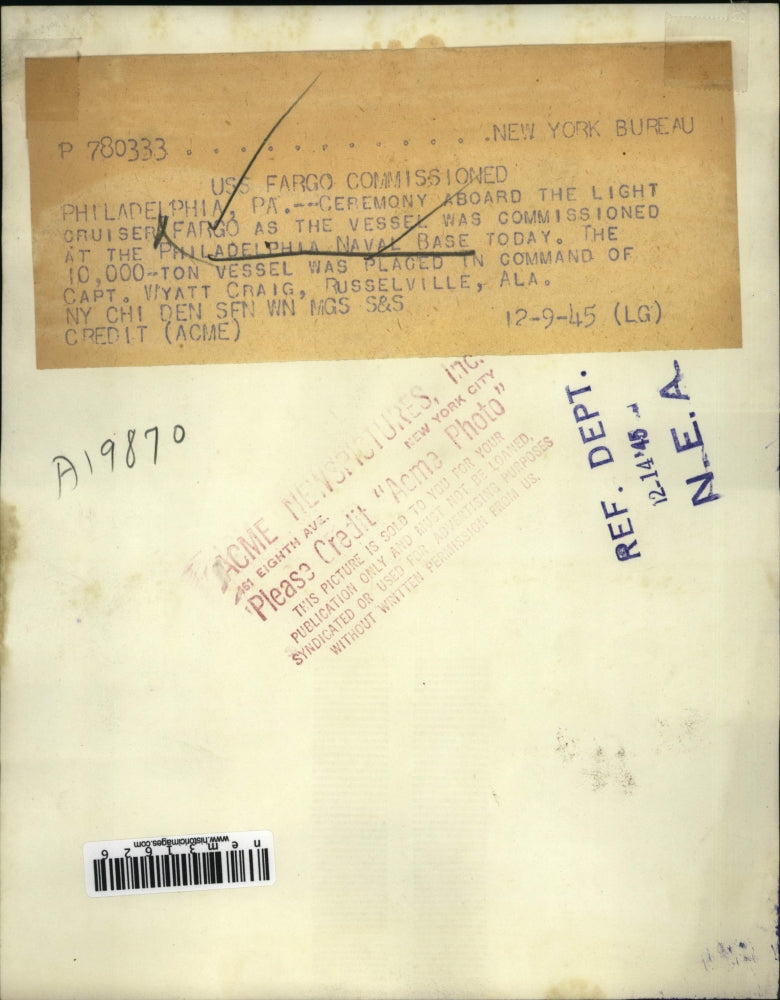 P 780333 . . . . . . . . . . . . .NEW YORK BUREAU
USS FARGO COMMISSIONED
PHILADELPHIA, PA.--CEREMONY ABOARD THE LIGHT
CRUISER FARGO AS THE VESSEL WAS COMMISSIONED
AT THE PHILADELPHIA NAVAL BASE TODAY. THE
10,000-TON VESSEL WAS PLACED IN COMMAND OF
CAPT. WYATT CRAIG, RUSSELVILLE, ALA.
NY CHI DEN SFN WN MGS S&S
CREDIT (ACME)
12-9-45 (LG)
A19870
ACME NEWSPICTURES, Inc.
461 EIGHTH AVE. NEW YORK CITY
"Please Credit "Acme Photo"
THIS PICTURE IS SOLD TO YOU FOR YOUR
PUBLICATION ONLY AND MUST NOT BE LOANED,
SYNDICATED OR USED FOR ADVERTISING PURPOSES
WITHOUT WRITTEN PERMISSION FROM US.
REF. DEPT.
12-14-'45
N.E.A.
www.historicimages.com
nem31626